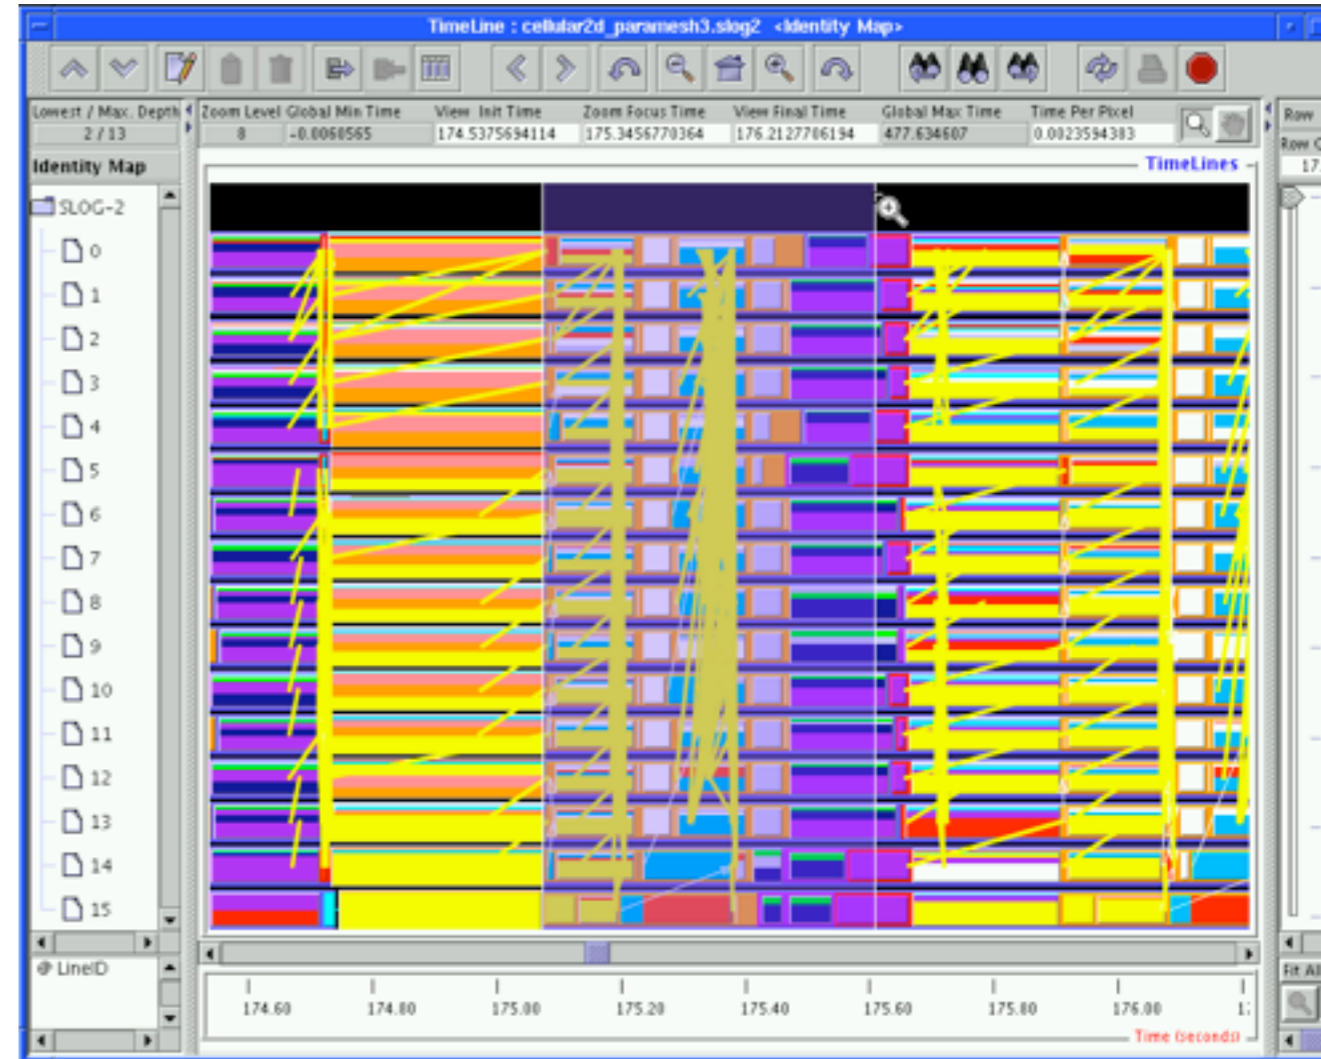 TimeLine : cellular2d_paramesh3.slog2 <Identity Map>
Lowest / Max. Depth
2 / 13
Zoom Level
8
Global Min Time
-0.0060565
View Init Time
174.5375694114
Zoom Focus Time
175.3456770364
View Final Time
176.2127706194
Global Max Time
477.634607
Time Per Pixel
0.0023594383
Row
Identity Map
TimeLines
SLOG-2
0
1
2
3
4
5
6
7
8
9
10
11
12
13
14
15
LineID
174.60
174.80
175.00
175.20
175.40
175.60
175.80
176.00
Time (seconds)
Fit All